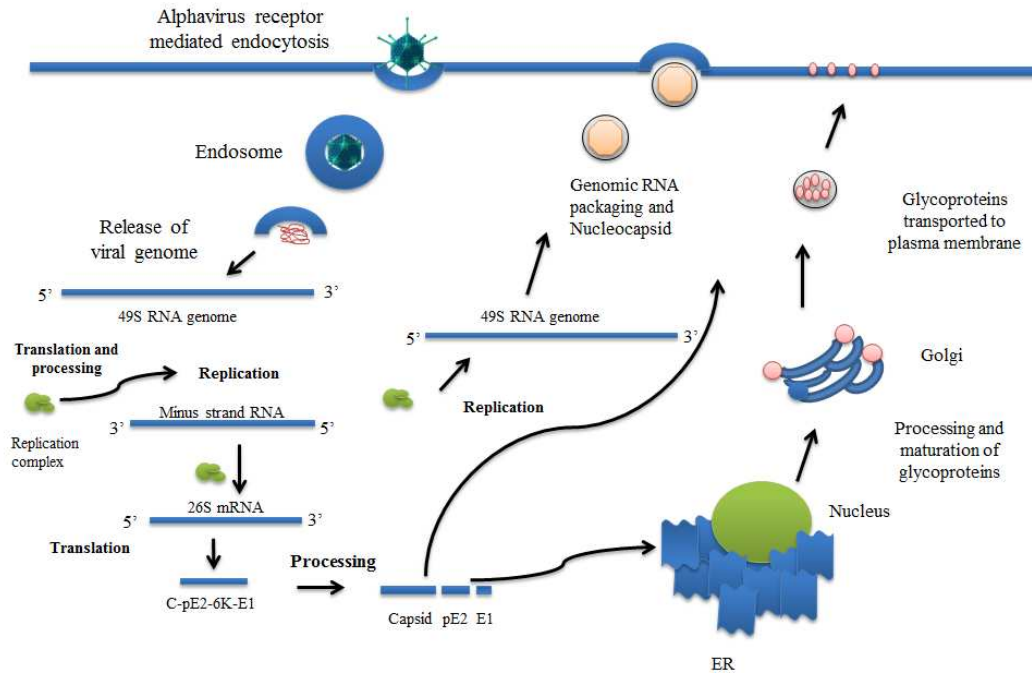 Alphavirus receptor
mediated endocytosis
Endosome
Release of
viral genome
5’ 3’
49S RNA genome
Translation and
processing
Replication
Minus strand RNA
3’ 5’
Replication
complex
26S mRNA
5’ 3’
Translation
C-pE2-6K-E1
Processing
Capsid pE2 E1
Replication
49S RNA genome
5’ 3’
Genomic RNA
packaging and
Nucleocapsid
Glycoproteins
transported to
plasma membrane
Golgi
Processing and
maturation of
glycoproteins
Nucleus
ER